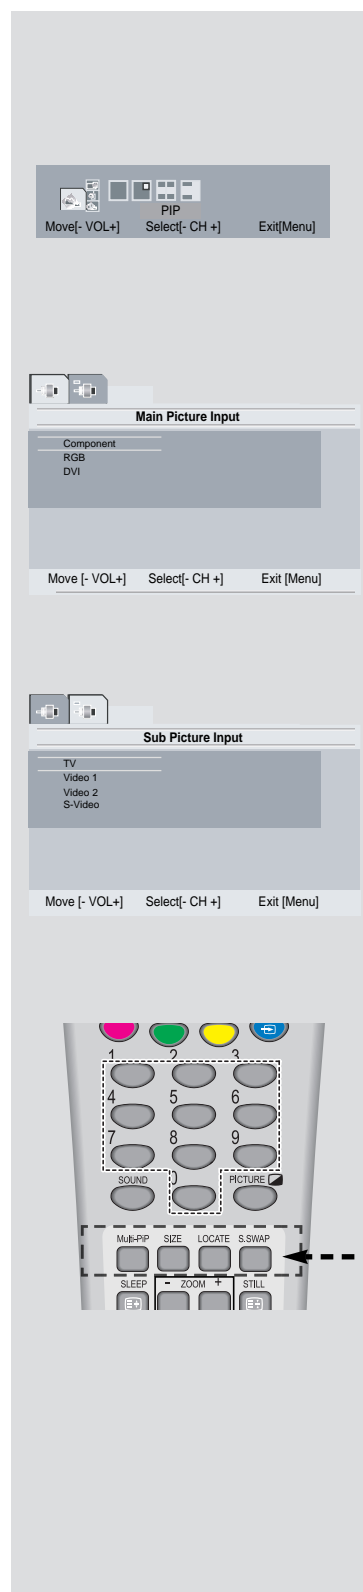 PIP
Move[- VOL+] Select[- CH +] Exit[Menu]
Main Picture Input
Component
RGB
DVI
Move [- VOL+] Select[- CH +] Exit [Menu]
Sub Picture Input
TV
Video 1
Video 2
S-Video
Move [- VOL+] Select[- CH +] Exit [Menu]
1 2 3
4 5 6
7 8 9
SOUND 0 PICTURE
Multi-PiP SIZE LOCATE S.SWAP
SLEEP - ZOOM + STILL